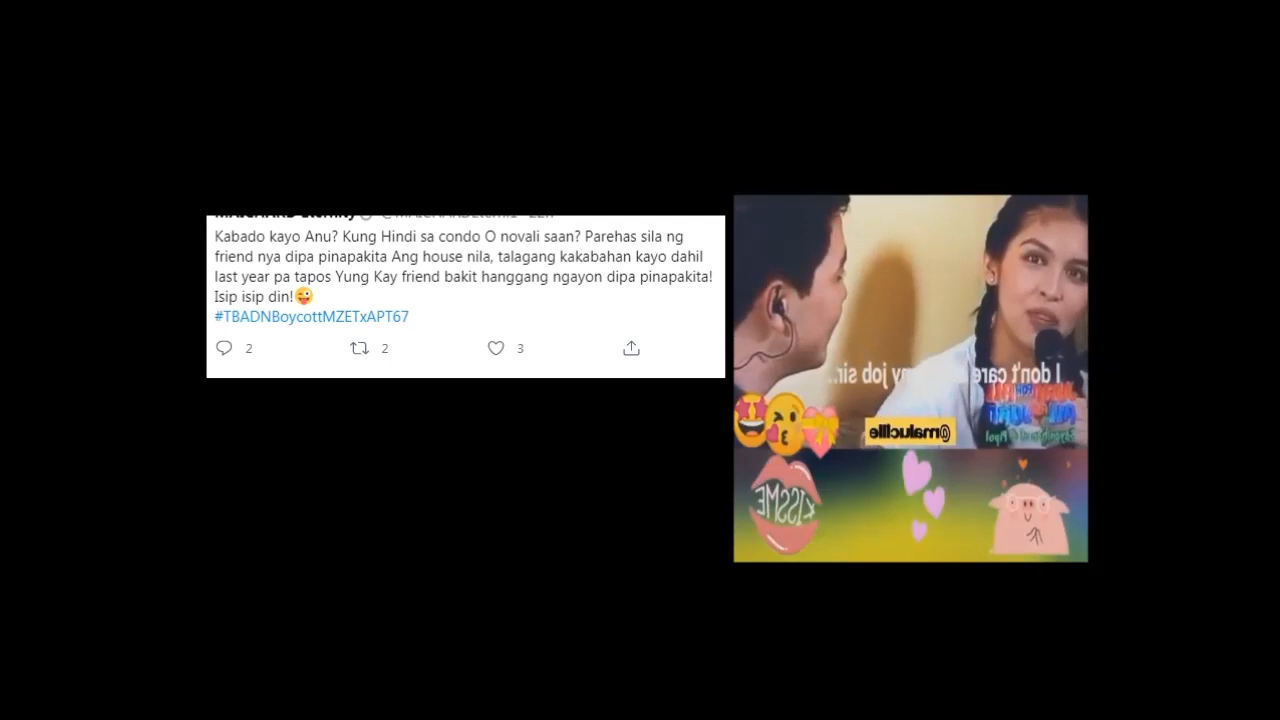 Kabado kayo Anu? Kung Hindi sa condo O novali saan? Parehas sila ng
friend nya dipa pinapakita Ang house nila, talagang kakabahan kayo dahil
last year pa tapos Yung Kay friend bakit hanggang ngayon dipa pinapakita!
Isip isip din!😜
#TBADNBoycottMZETxAPT67
2 2 3
I don't care my job sir..
@malucille
KISSME